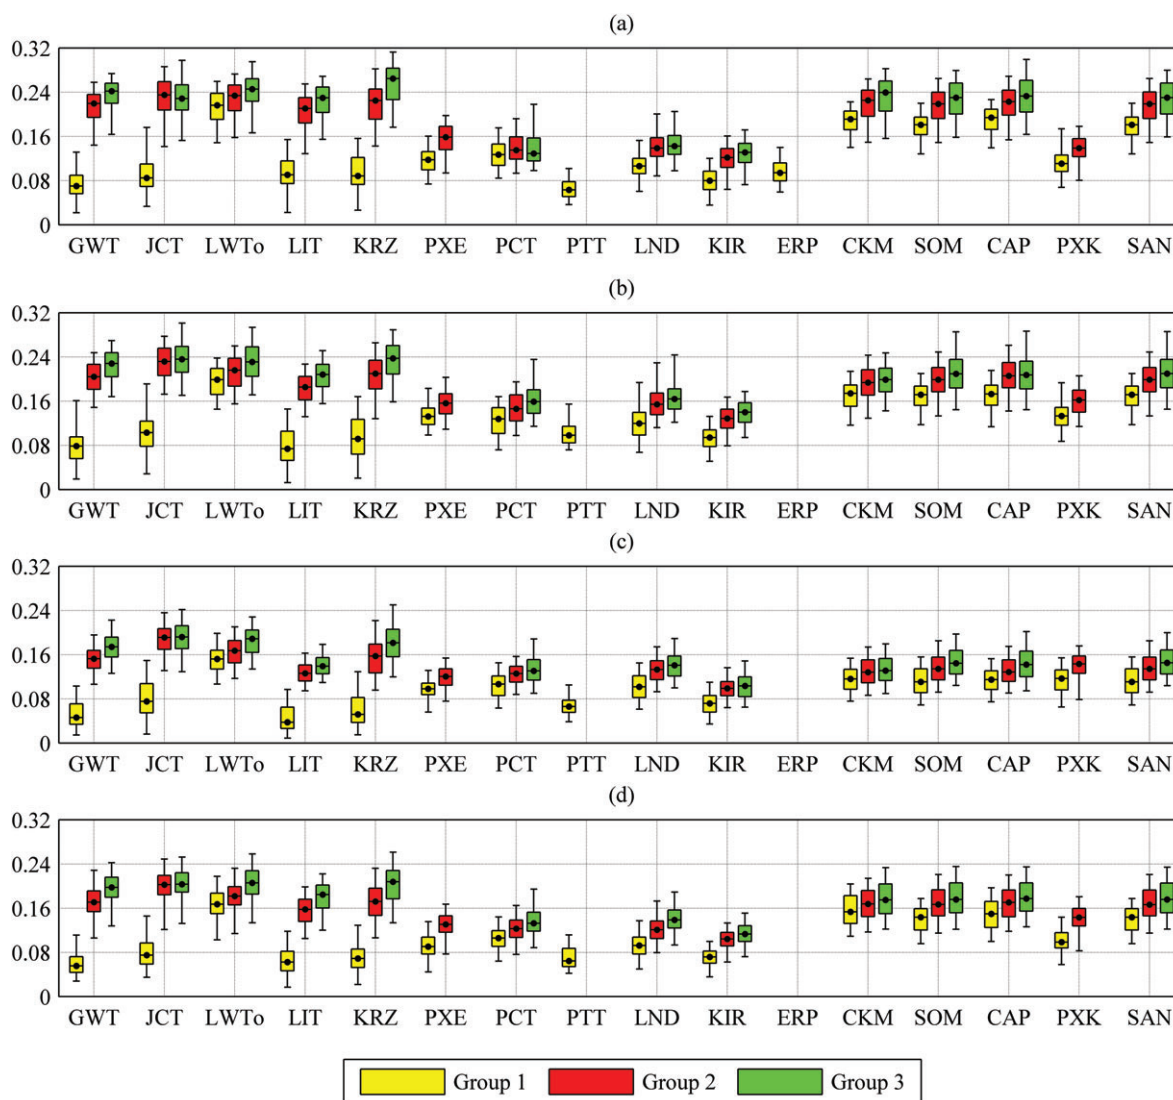 (a)
0.32
0.24
0.16
0.08
0
GWT JCT LWTo LIT KRZ PXE PCT PTT LND KIR ERP CKM SOM CAP PXK SAN
(b)
0.32
0.24
0.16
0.08
0
GWT JCT LWTo LIT KRZ PXE PCT PTT LND KIR ERP CKM SOM CAP PXK SAN
(c)
0.32
0.24
0.16
0.08
0
GWT JCT LWTo LIT KRZ PXE PCT PTT LND KIR ERP CKM SOM CAP PXK SAN
(d)
0.32
0.24
0.16
0.08
0
GWT JCT LWTo LIT KRZ PXE PCT PTT LND KIR ERP CKM SOM CAP PXK SAN
Group 1 Group 2 Group 3